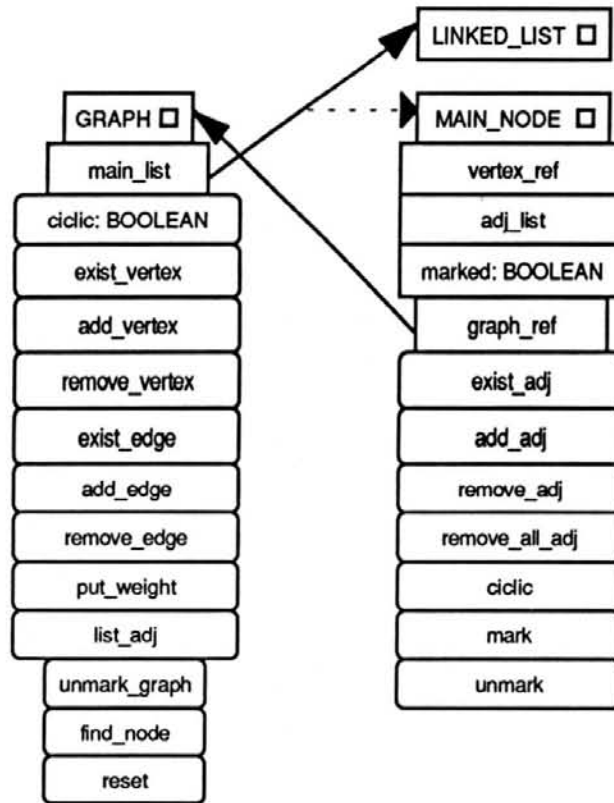 LINKED_LIST
GRAPH
main_list
ciclic: BOOLEAN
exist_vertex
add_vertex
remove_vertex
exist_edge
add_edge
remove_edge
put_weight
list_adj
unmark_graph
find_node
reset
MAIN_NODE
vertex_ref
adj_list
marked: BOOLEAN
graph_ref
exist_adj
add_adj
remove_adj
remove_all_adj
ciclic
mark
unmark